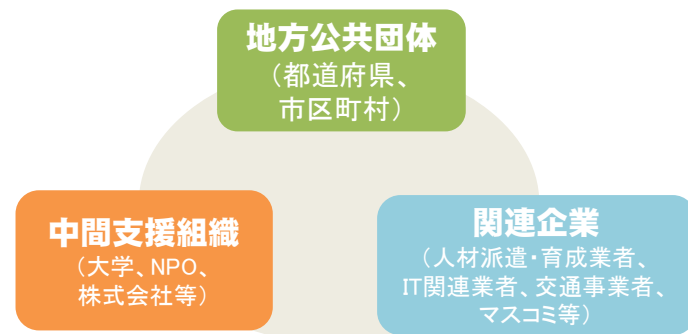 地方公共団体
（都道府県、
市区町村）
中間支援組織
（大学、NPO、
株式会社等）
関連企業
（人材派遣・育成業者、
IT関連業者、交通事業者、
マスコミ等）